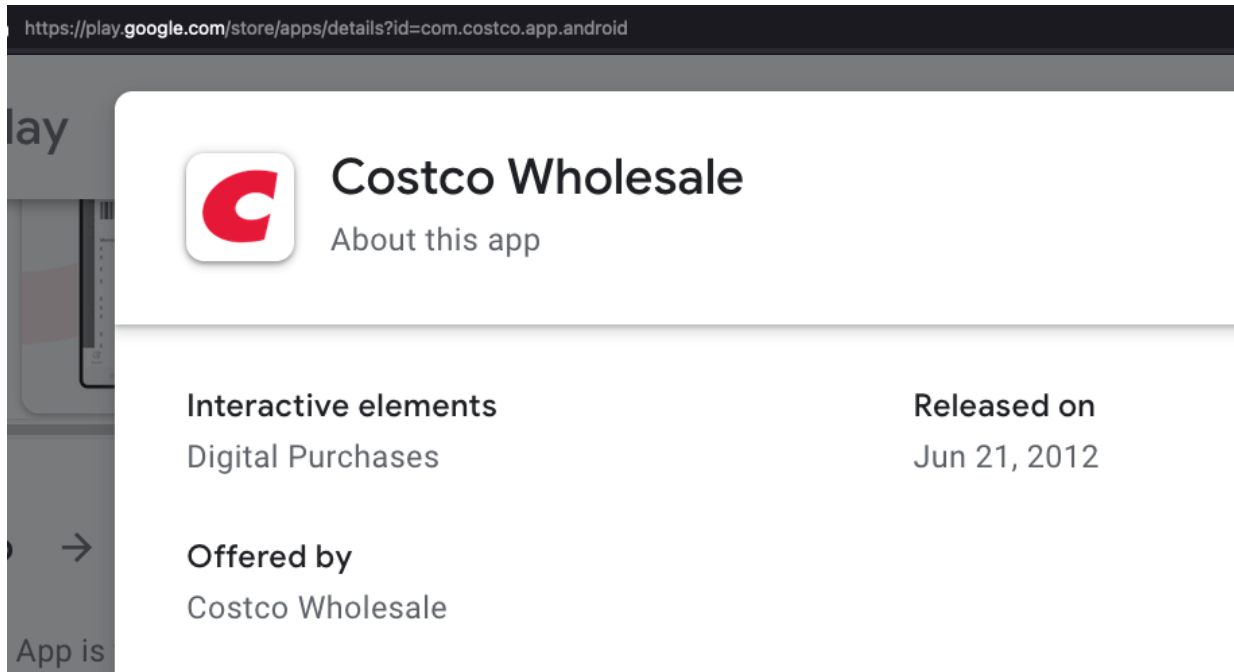 https://play.google.com/store/apps/details?id=com.costco.app.android
lay
Costco Wholesale
About this app
Interactive elements
Digital Purchases
Released on
Jun 21, 2012
Offered by
Costco Wholesale
App is